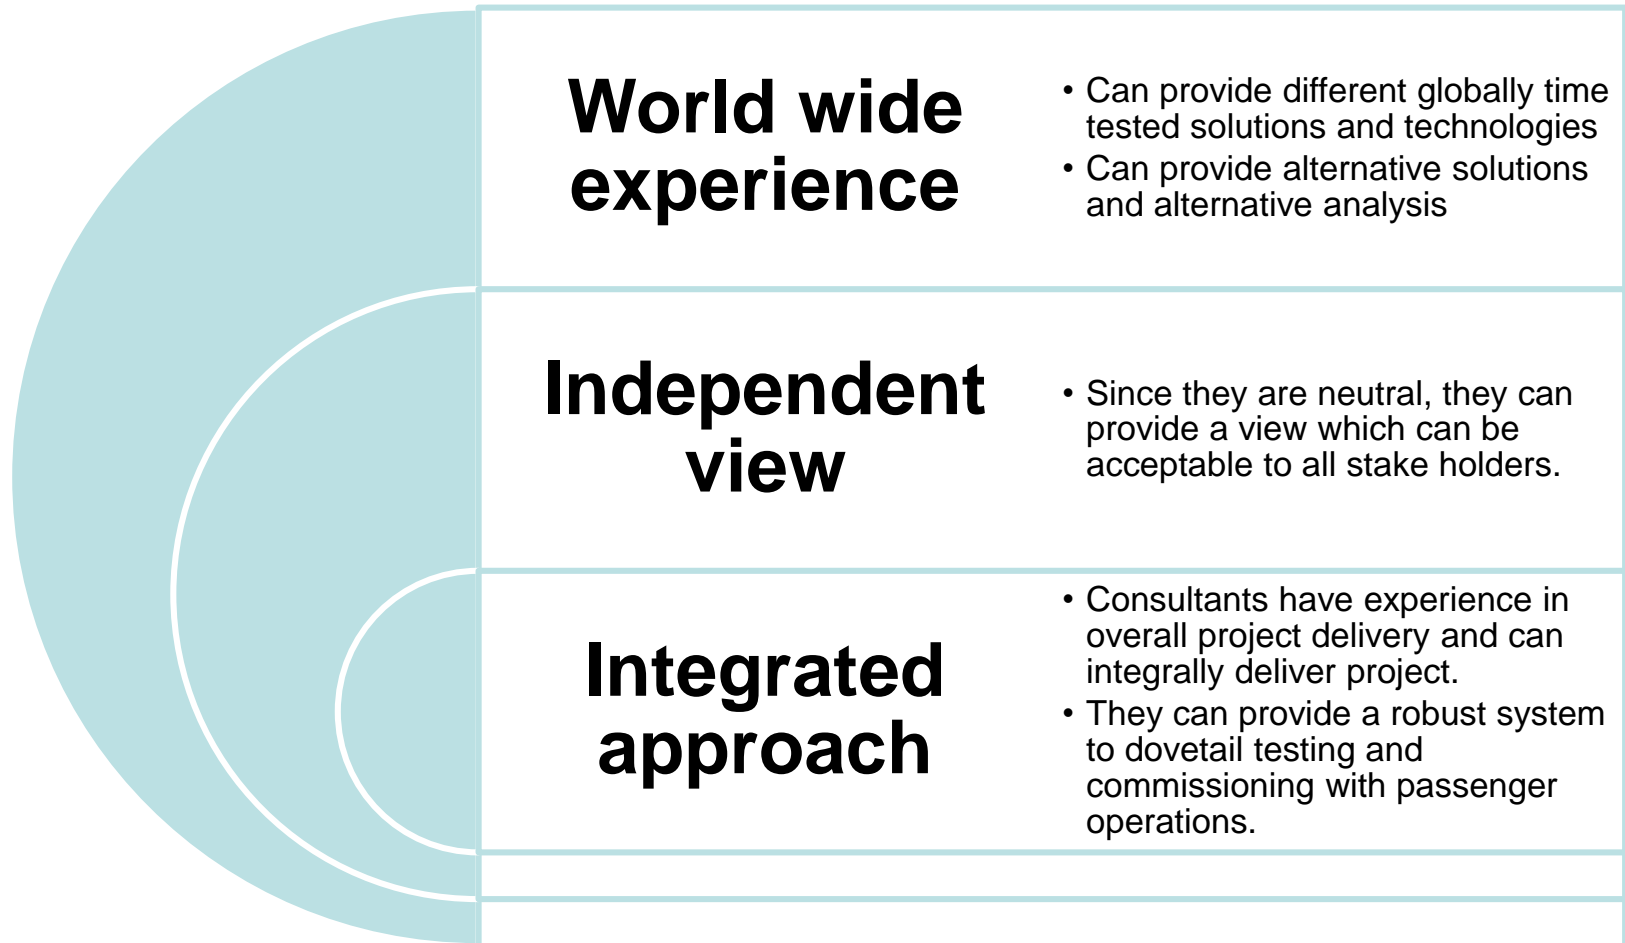 World wide
experience
• Can provide different globally time
tested solutions and technologies
• Can provide alternative solutions
and alternative analysis
Independent
view
• Since they are neutral, they can
provide a view which can be
acceptable to all stake holders.
Integrated
approach
• Consultants have experience in
overall project delivery and can
integrally deliver project.
• They can provide a robust system
to dovetail testing and
commissioning with passenger
operations.